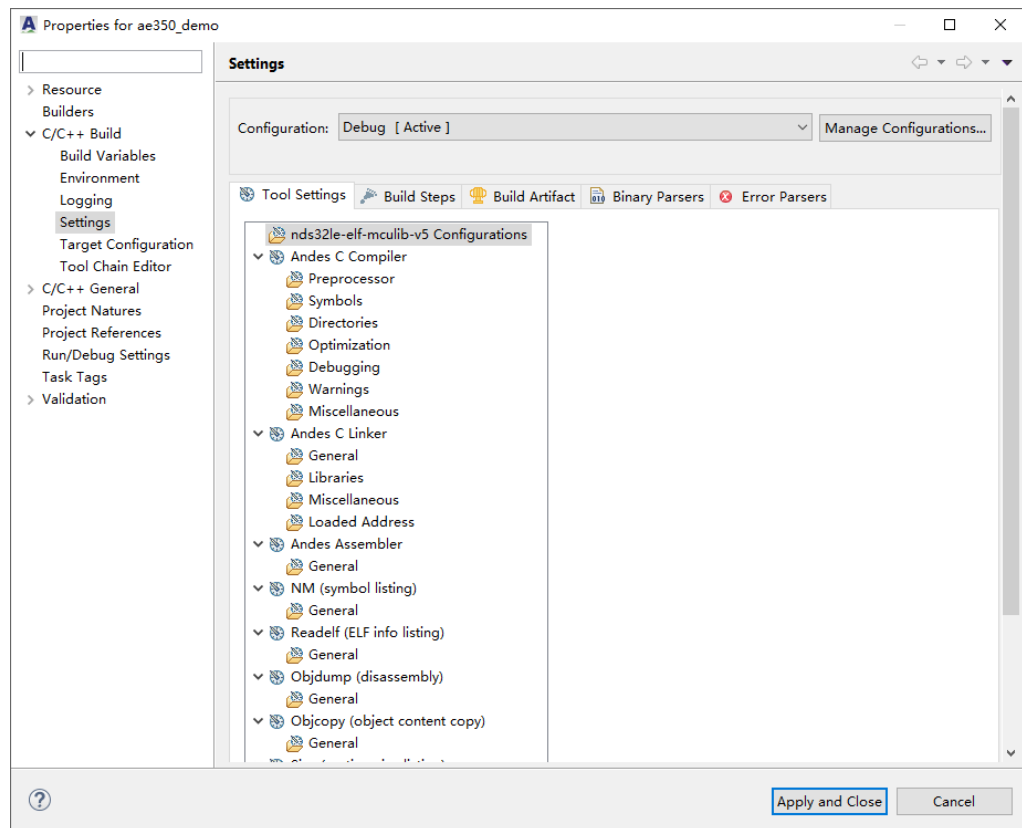 Properties for ae350_demo
Settings
Resource
Builders
C/C++ Build
Build Variables
Environment
Logging
Settings
Target Configuration
Tool Chain Editor
C/C++ General
Project Natures
Project References
Run/Debug Settings
Task Tags
Validation
Configuration: Debug [ Active ] Manage Configurations...
Tool Settings Build Steps Build Artifact Binary Parsers Error Parsers
nds32le-elf-mculib-v5 Configurations
Andes C Compiler
Preprocessor
Symbols
Directories
Optimization
Debugging
Warnings
Miscellaneous
Andes C Linker
General
Libraries
Miscellaneous
Loaded Address
Andes Assembler
General
NM (symbol listing)
General
Readelf (ELF info listing)
General
Objdump (disassembly)
General
Objcopy (object content copy)
General
Apply and Close Cancel